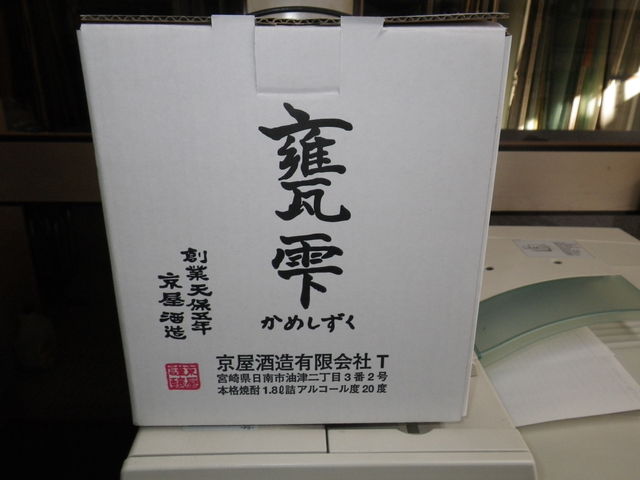 甕雫
かめしずく
創業天保五年
京屋酒造
京屋酒造有限会社 T
宮崎県日南市油津二丁目3番2号
本格焼酎1.8ℓ詰アルコール度20度